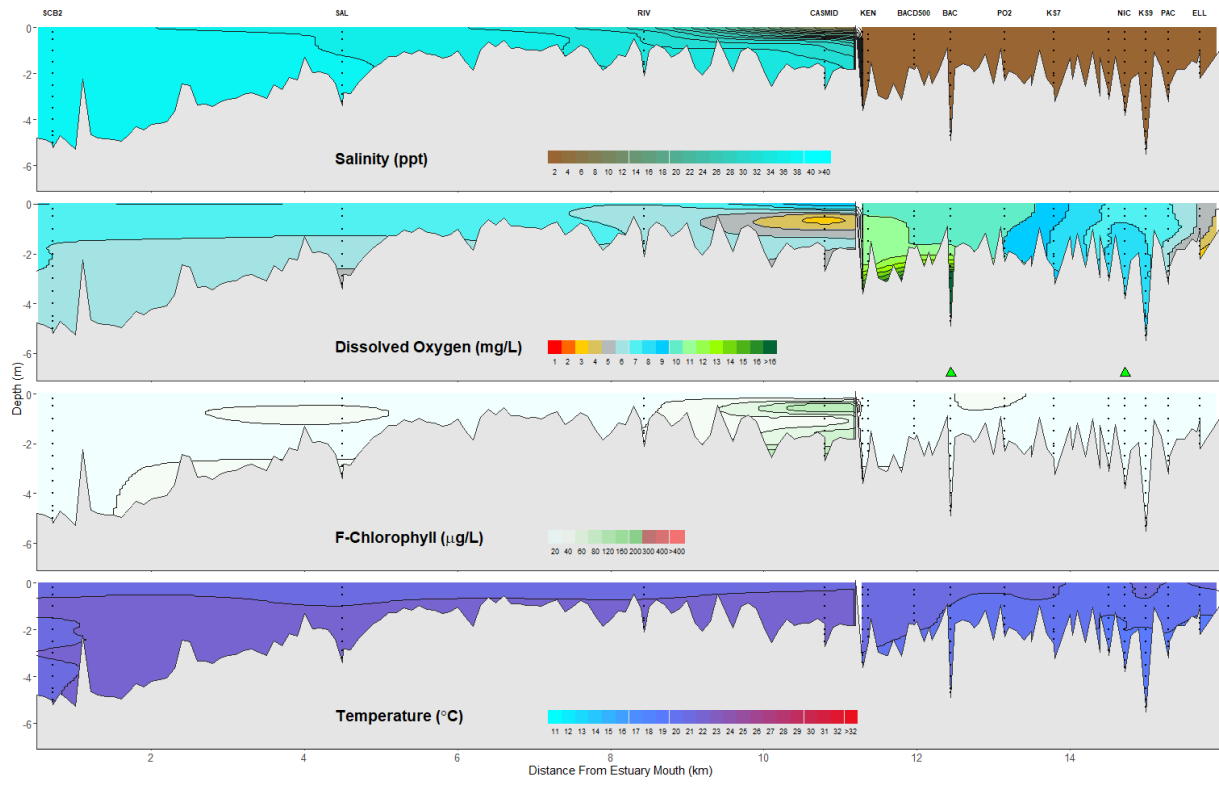 SCB2 SAL RIV CASMID KEN BACD500 BAC PO2 KS7 NIC KS9 PAC ELL
0
-2
-4
-6
Salinity (ppt)
2 4 6 8 10 12 14 16 18 20 22 24 26 28 30 32 34 36 38 40 >40
0
-2
-4
-6
Dissolved Oxygen (mg/L)
1 2 3 4 5 6 7 8 9 10 11 12 13 14 15 16 >16
Depth (m)
0
-2
-4
-6
F-Chlorophyll (μg/L)
20 40 60 80 120 160 200 300 400 >400
0
-2
-4
-6
Temperature (°C)
11 12 13 14 15 16 17 18 19 20 21 22 23 24 25 26 27 28 29 30 31 32 >32
2 4 6 8 10 12 14
Distance From Estuary Mouth (km)